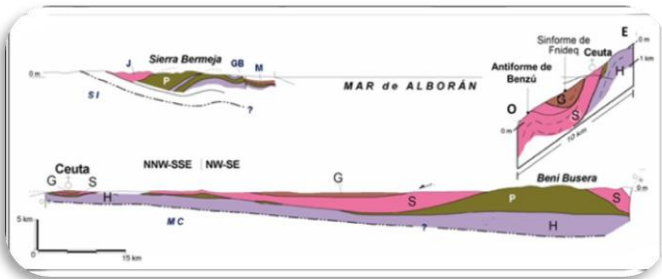 Sierra Bermeja
J
P
GB
M
0 m
S I
?
MAR de ALBORÁN
Sinforme de
Fnideq
Ceuta
E
0 m
1 km
H
Antiforme de
Benzú
G
O
S
0 m
10 km
Ceuta
G
S
H
NNW-SSE | NW-SE
G
S
Beni Busera
P
S
0 m
H
M C
?
5 km
0
15 km